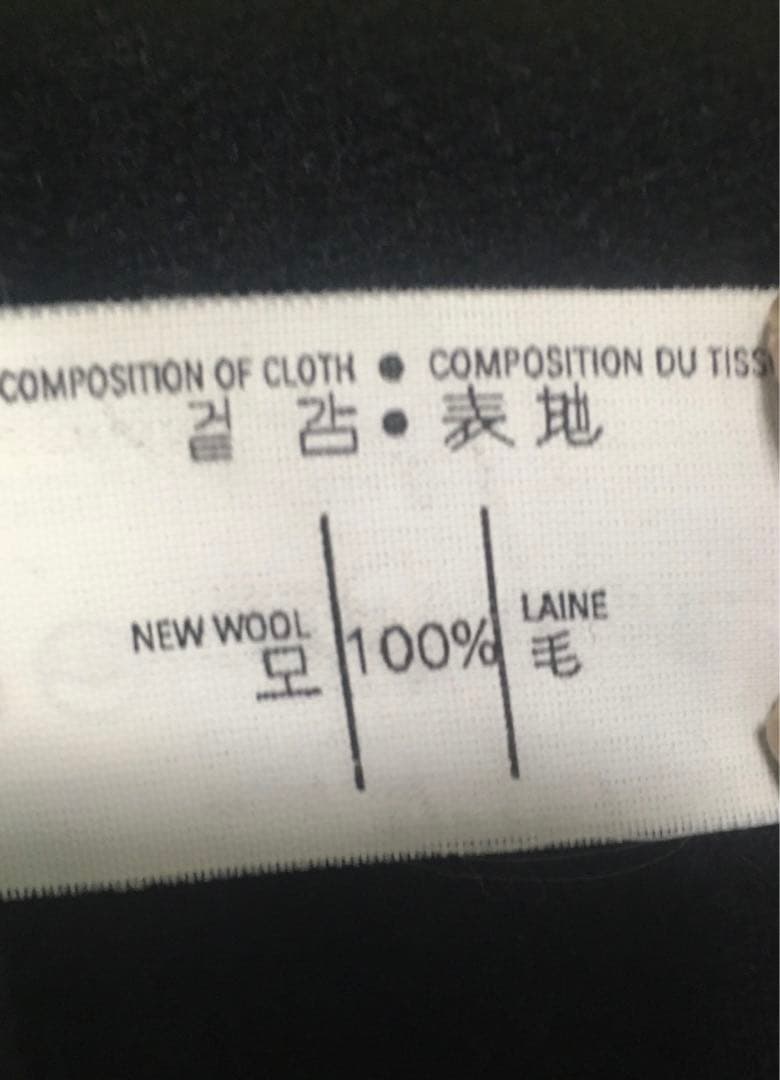 COMPOSITION OF CLOTH ● COMPOSITION DU TISS
겉 감 ● 表 地
NEW WOOL 100% LAINE
모 毛